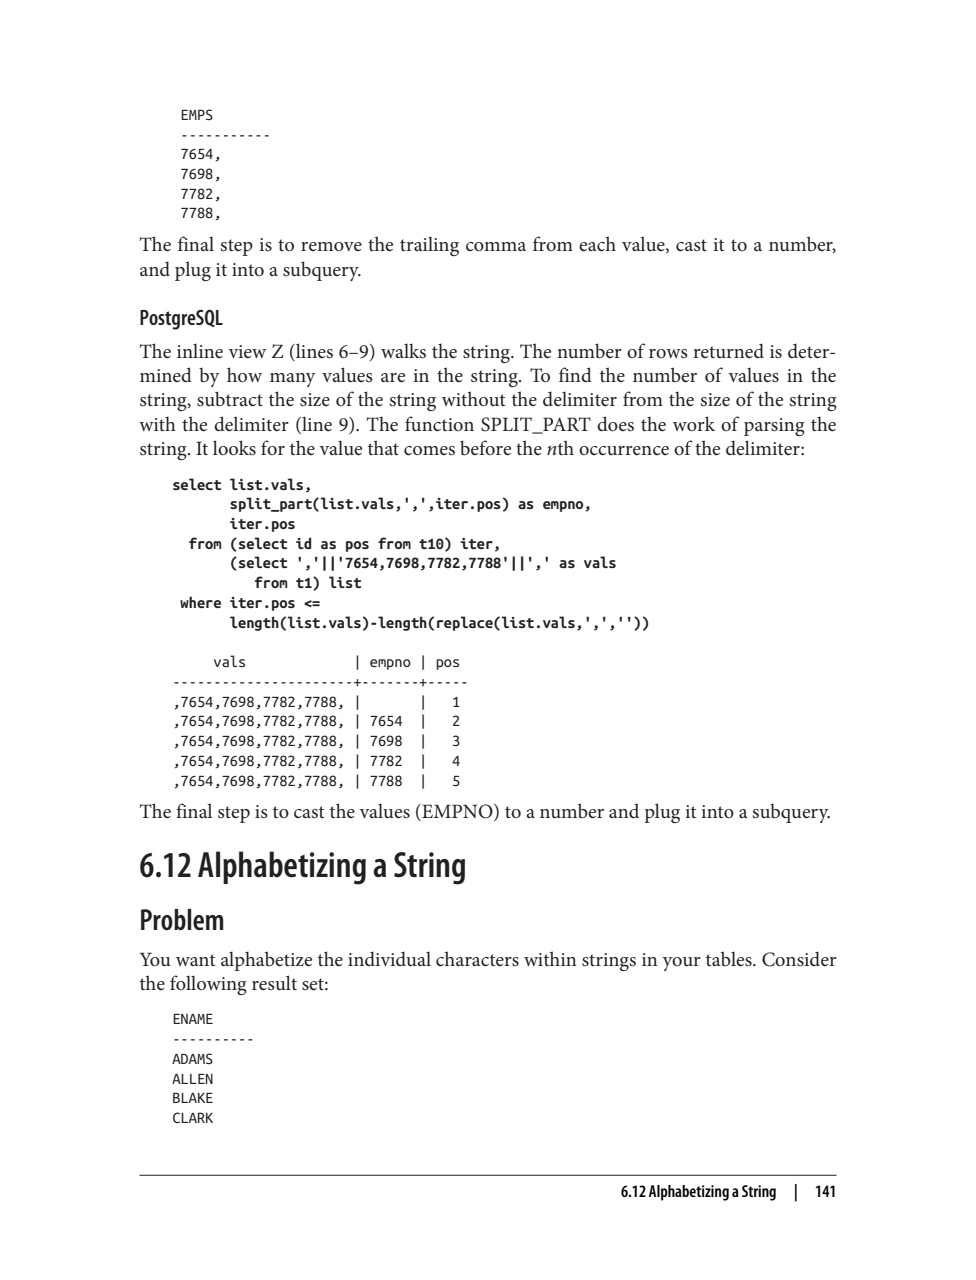 EMPS
-----------
7654,
7698,
7782,
7788,
The final step is to remove the trailing comma from each value, cast it to a number,
and plug it into a subquery.
PostgreSQL
The inline view Z (lines 6–9) walks the string. The number of rows returned is deter-
mined by how many values are in the string. To find the number of values in the
string, subtract the size of the string without the delimiter from the size of the string
with the delimiter (line 9). The function SPLIT_PART does the work of parsing the
string. It looks for the value that comes before the nth occurrence of the delimiter:
select list.vals,
       split_part(list.vals,',',iter.pos) as empno,
       iter.pos
  from (select id as pos from t10) iter,
       (select ','||'7654,7698,7782,7788'||',' as vals
          from t1) list
 where iter.pos <=
       length(list.vals)-length(replace(list.vals,',',''))
     vals             | empno | pos
----------------------+-------+-----
,7654,7698,7782,7788, |       |   1
,7654,7698,7782,7788, | 7654  |   2
,7654,7698,7782,7788, | 7698  |   3
,7654,7698,7782,7788, | 7782  |   4
,7654,7698,7782,7788, | 7788  |   5
The final step is to cast the values (EMPNO) to a number and plug it into a subquery.
6.12 Alphabetizing a String
Problem
You want alphabetize the individual characters within strings in your tables. Consider
the following result set:
ENAME
----------
ADAMS
ALLEN
BLAKE
CLARK
6.12 Alphabetizing a String | 141